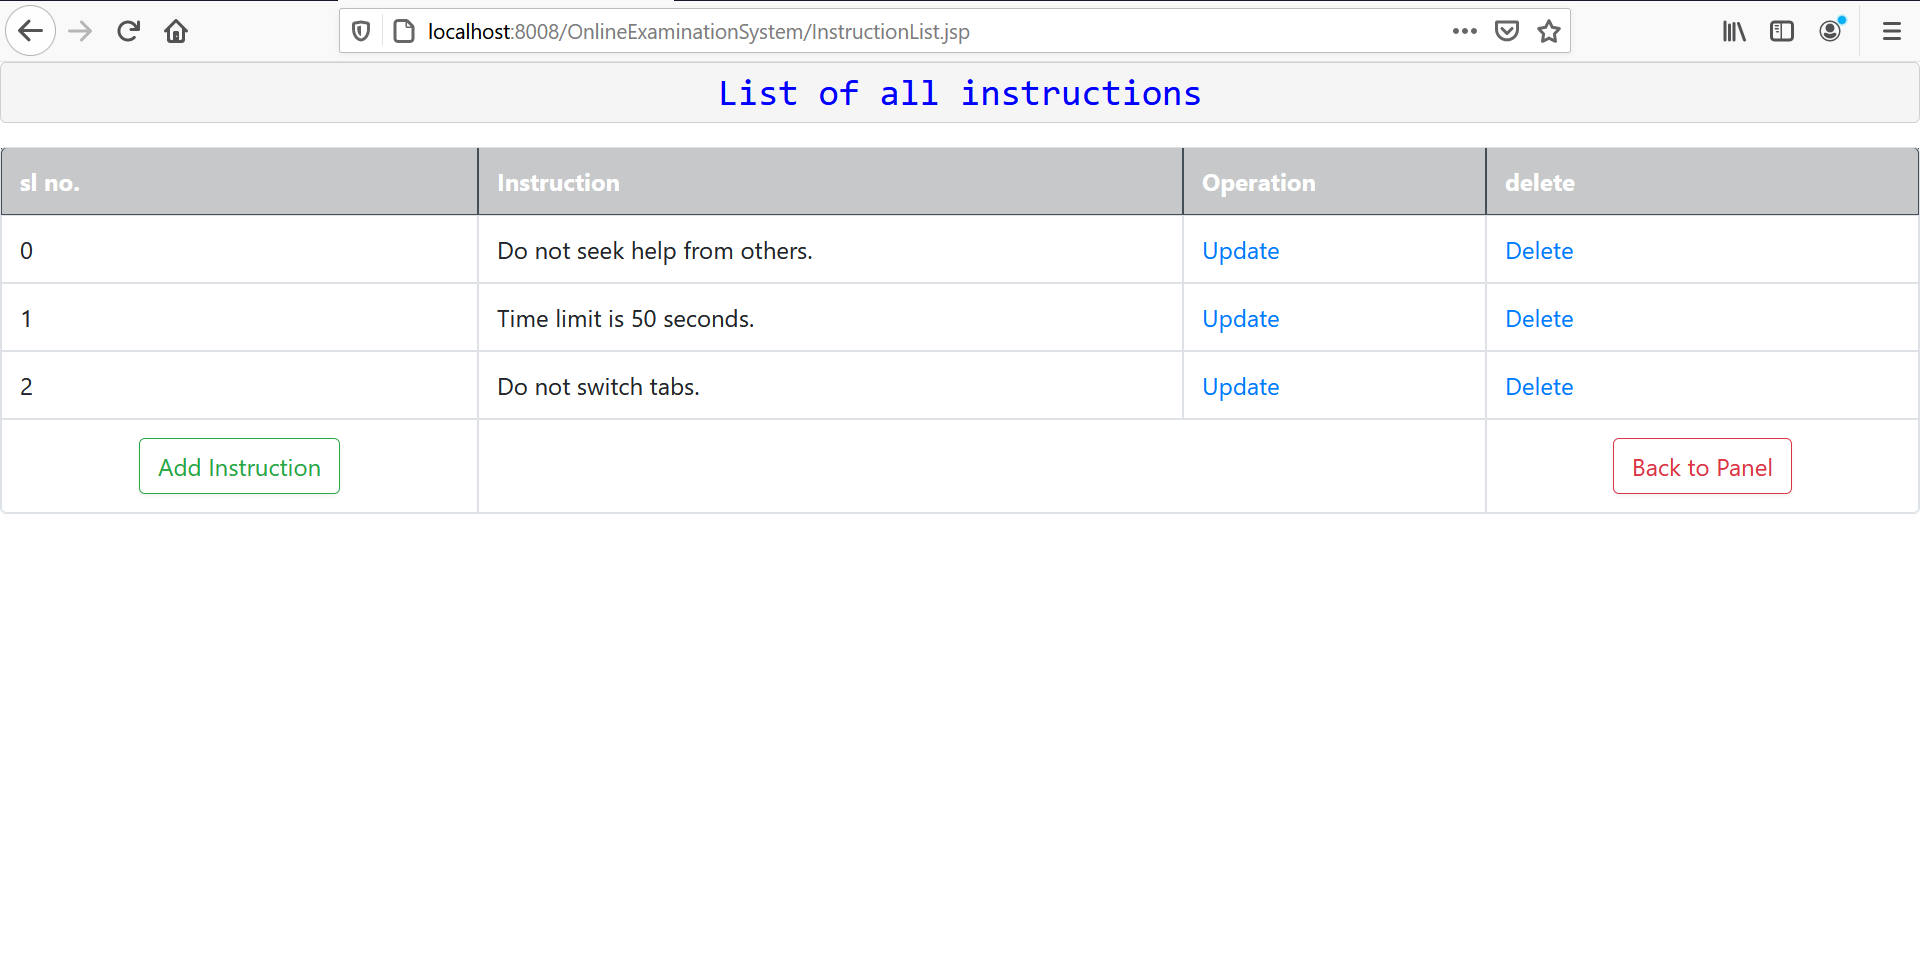 localhost:8008/OnlineExaminationSystem/InstructionList.jsp
List of all instructions
sl no. Instruction Operation delete
0 Do not seek help from others. Update Delete
1 Time limit is 50 seconds. Update Delete
2 Do not switch tabs. Update Delete
Add Instruction Back to Panel